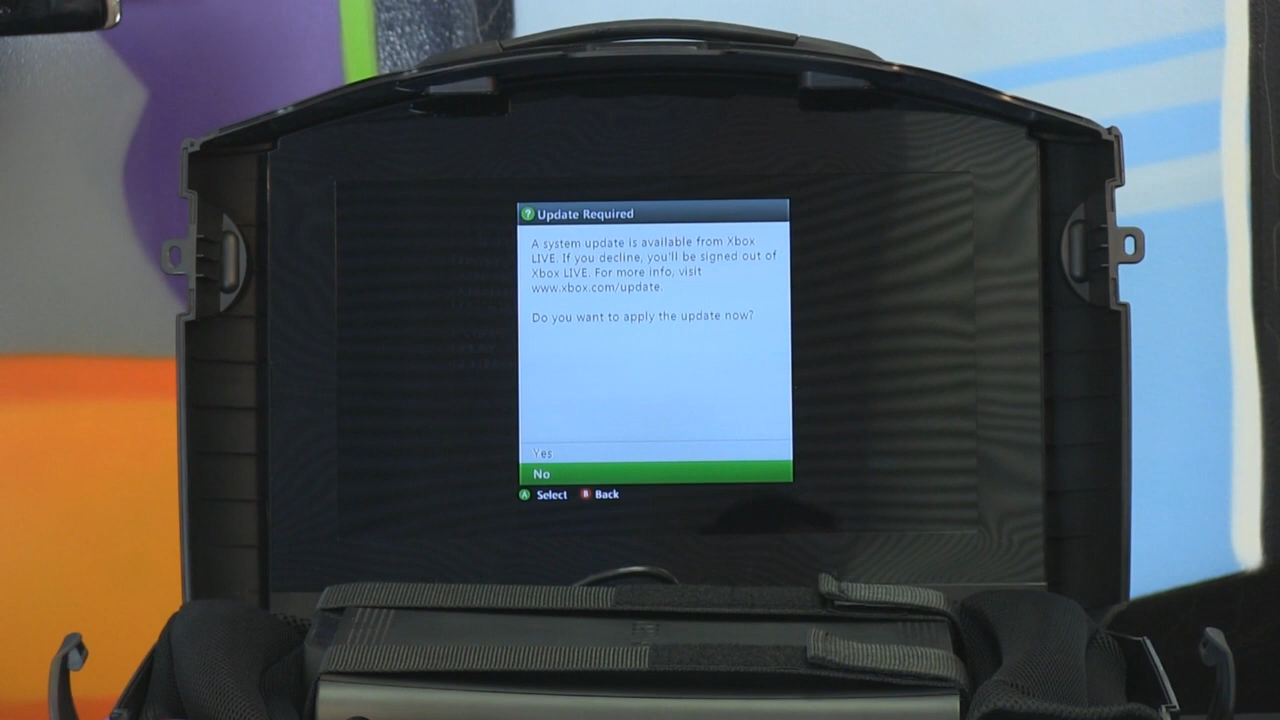 Update Required
A system update is available from Xbox
LIVE. If you decline, you'll be signed out of
Xbox LIVE. For more info, visit
www.xbox.com/update.
Do you want to apply the update now?
Yes
No
A Select B Back